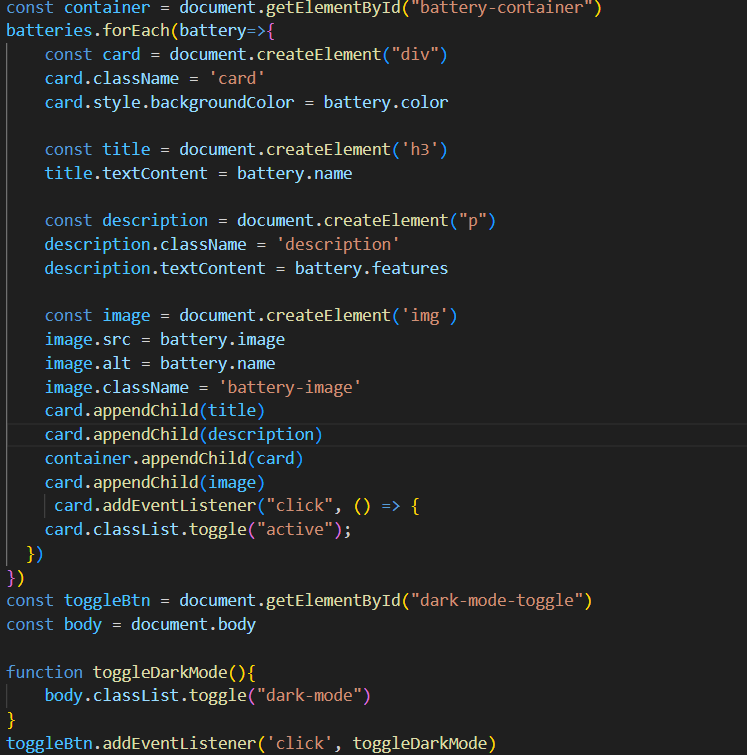 const container = document.getElementById("battery-container")
batteries.forEach(battery=>{
    const card = document.createElement("div")
    card.className = 'card'
    card.style.backgroundColor = battery.color

    const title = document.createElement('h3')
    title.textContent = battery.name

    const description = document.createElement("p")
    description.className = 'description'
    description.textContent = battery.features

    const image = document.createElement('img')
    image.src = battery.image
    image.alt = battery.name
    image.className = 'battery-image'
    card.appendChild(title)
    card.appendChild(description)
    container.appendChild(card)
    card.appendChild(image)
     card.addEventListener("click", () => {
    card.classList.toggle("active");
  })
})
const toggleBtn = document.getElementById("dark-mode-toggle")
const body = document.body

function toggleDarkMode(){
    body.classList.toggle("dark-mode")
}
toggleBtn.addEventListener('click', toggleDarkMode)